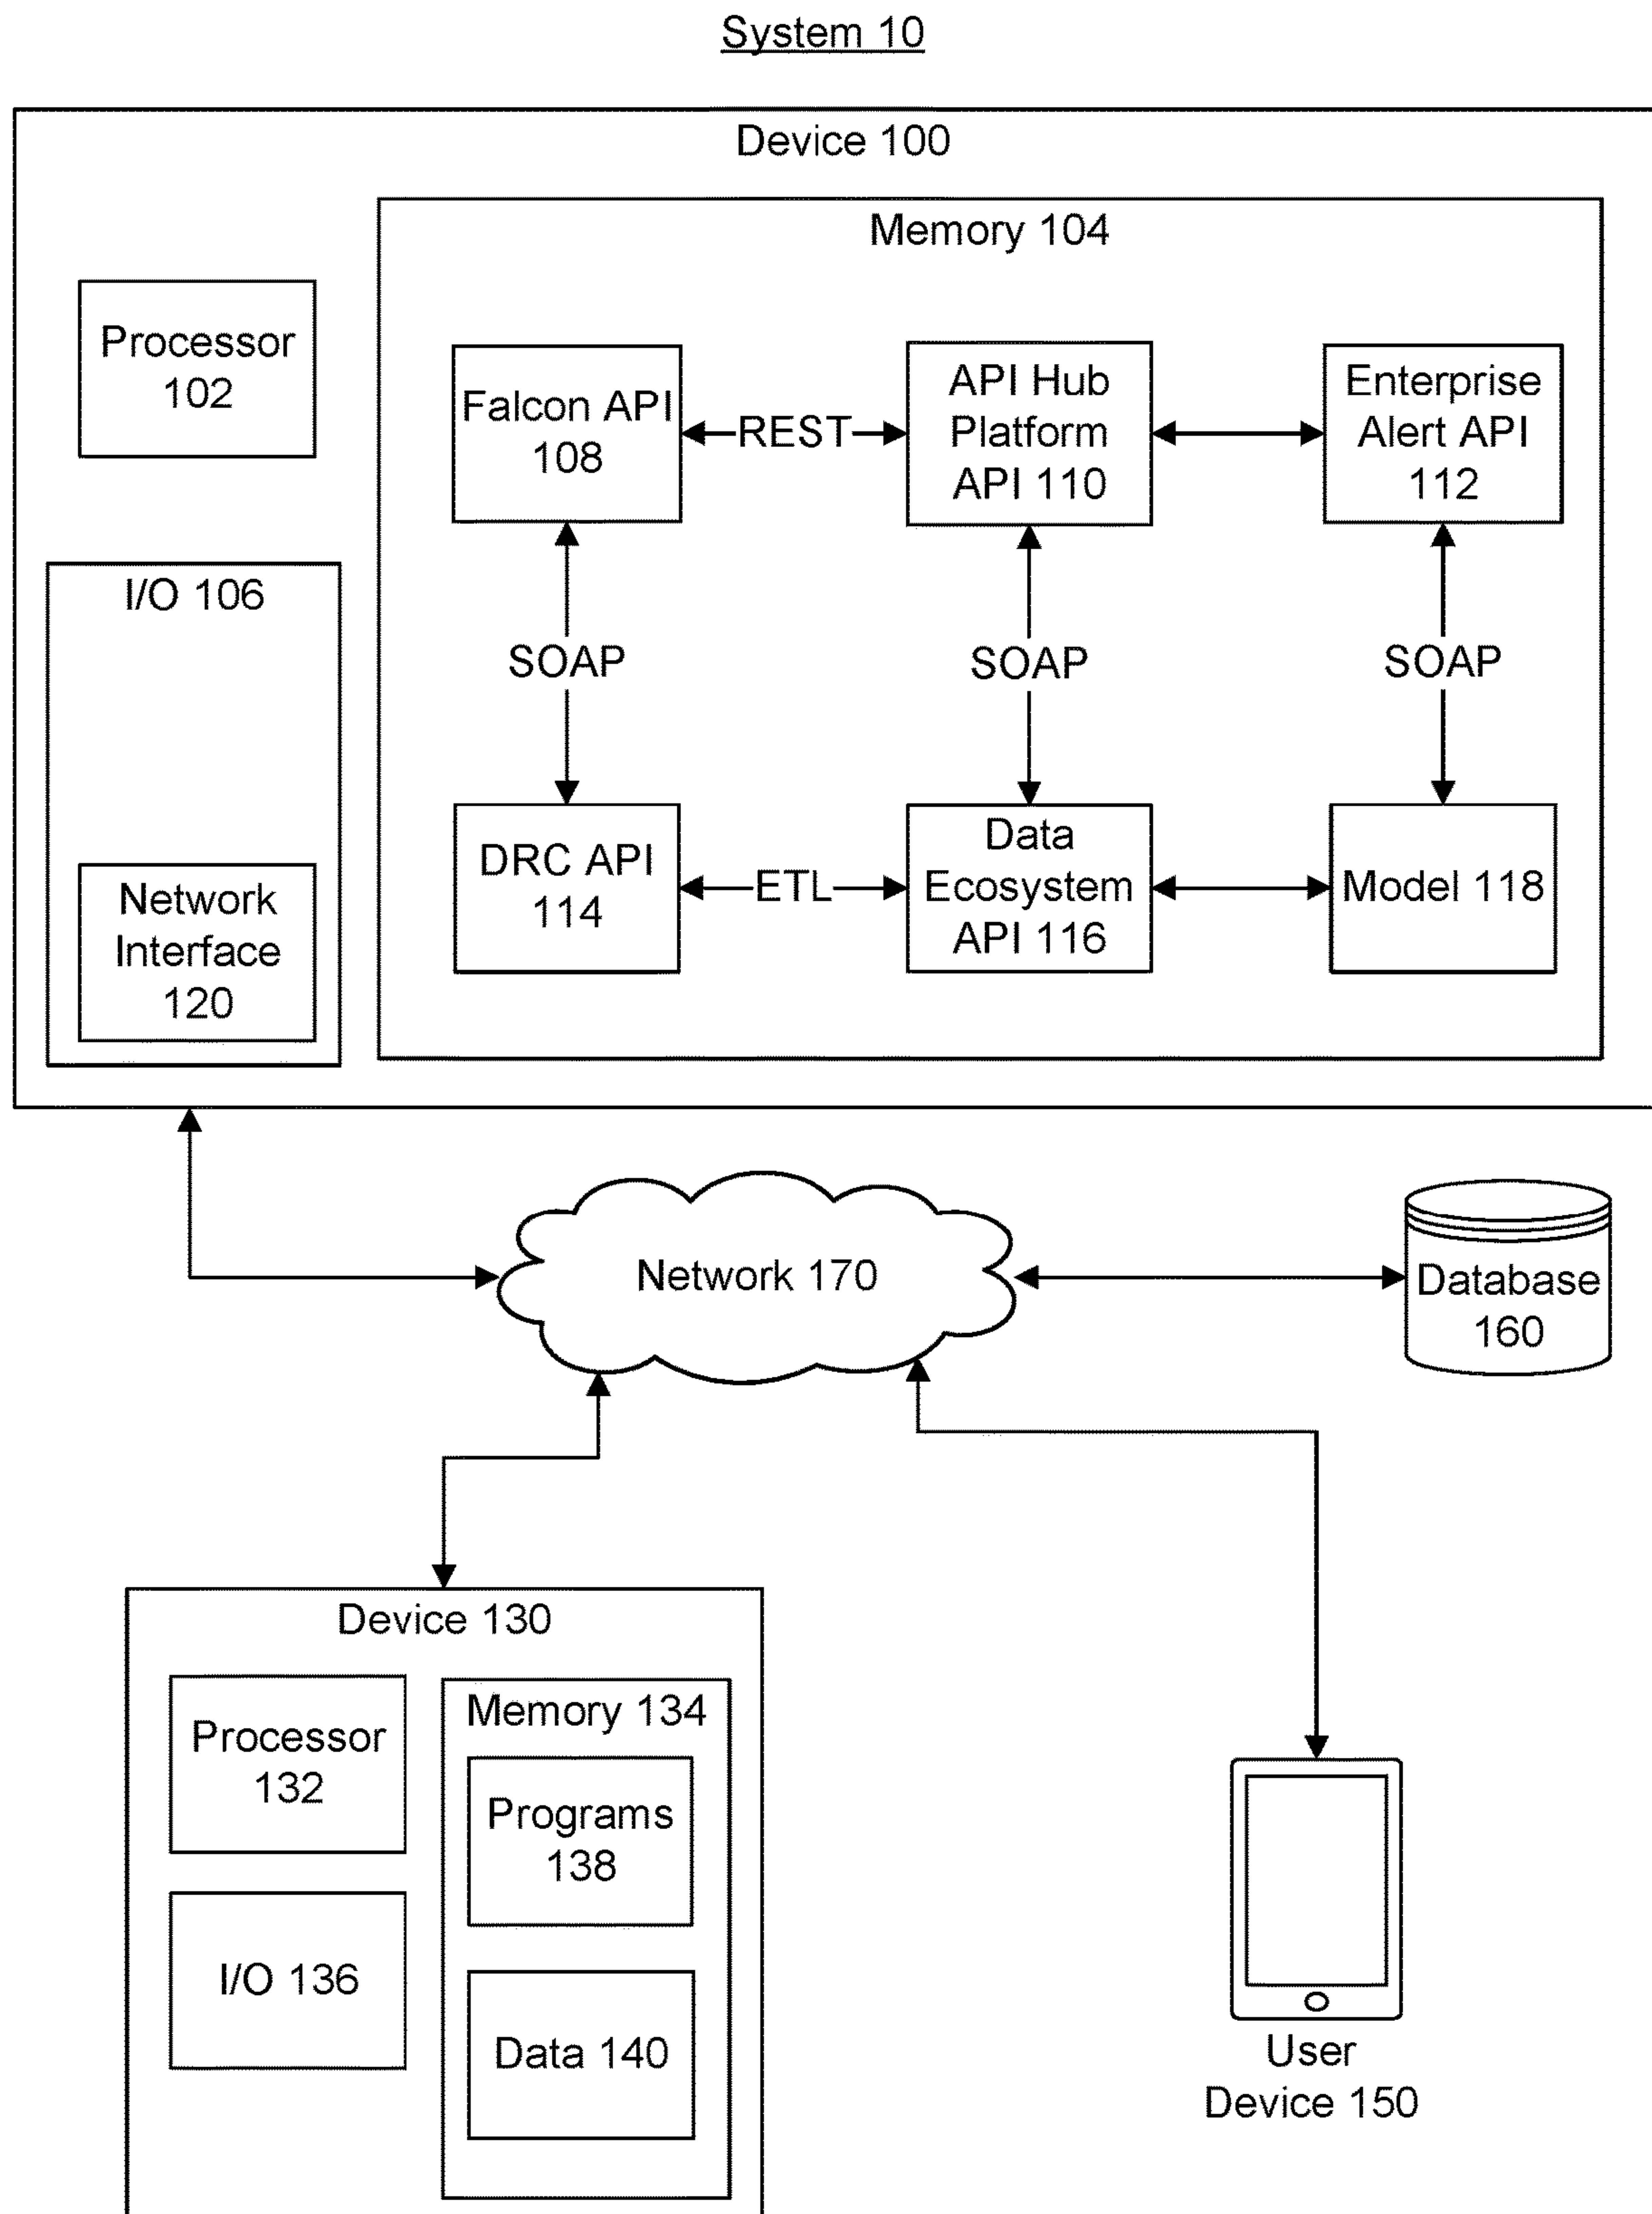 System 10
Device 100
Memory 104
Processor
102
Falcon API
108
REST
API Hub
Platform
API 110
Enterprise
Alert API
112
I/O 106
SOAP
SOAP
SOAP
Network
Interface
120
DRC API
114
ETL
Data
Ecosystem
API 116
Model 118
Network 170
Database
160
Device 130
Processor
132
Memory 134
Programs
138
I/O 136
Data 140
User
Device 150